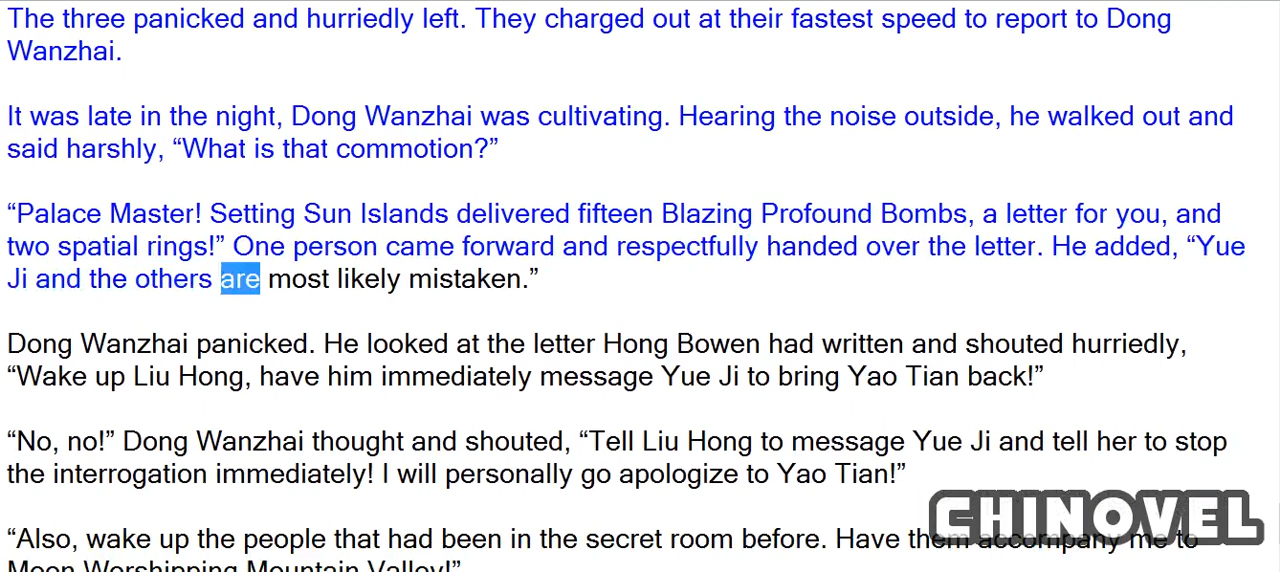 The three panicked and hurriedly left. They charged out at their fastest speed to report to Dong
Wanzhai.
It was late in the night, Dong Wanzhai was cultivating. Hearing the noise outside, he walked out and
said harshly, “What is that commotion?”
“Palace Master! Setting Sun Islands delivered fifteen Blazing Profound Bombs, a letter for you, and
two spatial rings!” One person came forward and respectfully handed over the letter. He added, “Yue
Ji and the others are most likely mistaken.”
Dong Wanzhai panicked. He looked at the letter Hong Bowen had written and shouted hurriedly,
“Wake up Liu Hong, have him immediately message Yue Ji to bring Yao Tian back!”
“No, no!” Dong Wanzhai thought and shouted, “Tell Liu Hong to message Yue Ji and tell her to stop
the interrogation immediately! I will personally go apologize to Yao Tian!”
“Also, wake up the people that had been in the secret room before. Have them accompany me to
Moon Worshipping Mountain Valley!”
CHINOVEL